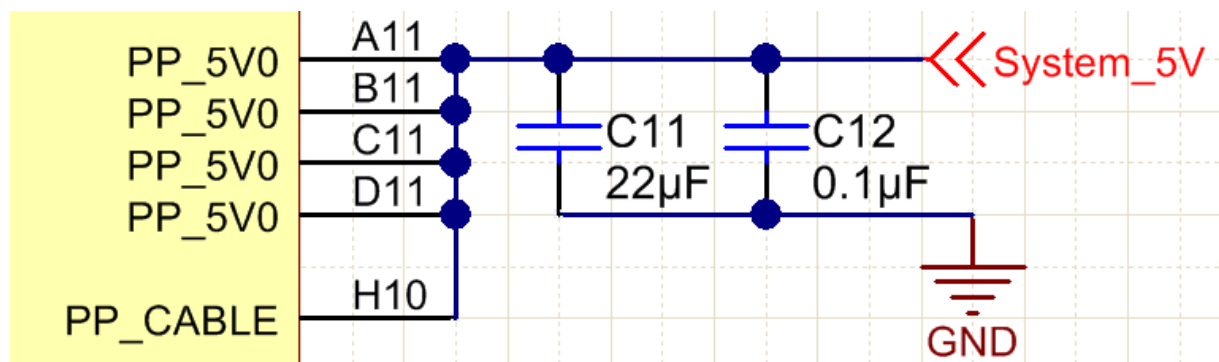 A11
PP_5V0
System_5V
B11
PP_5V0
C11
PP_5V0
C11
22µF
C12
0.1µF
D11
PP_5V0
H10
PP_CABLE
GND